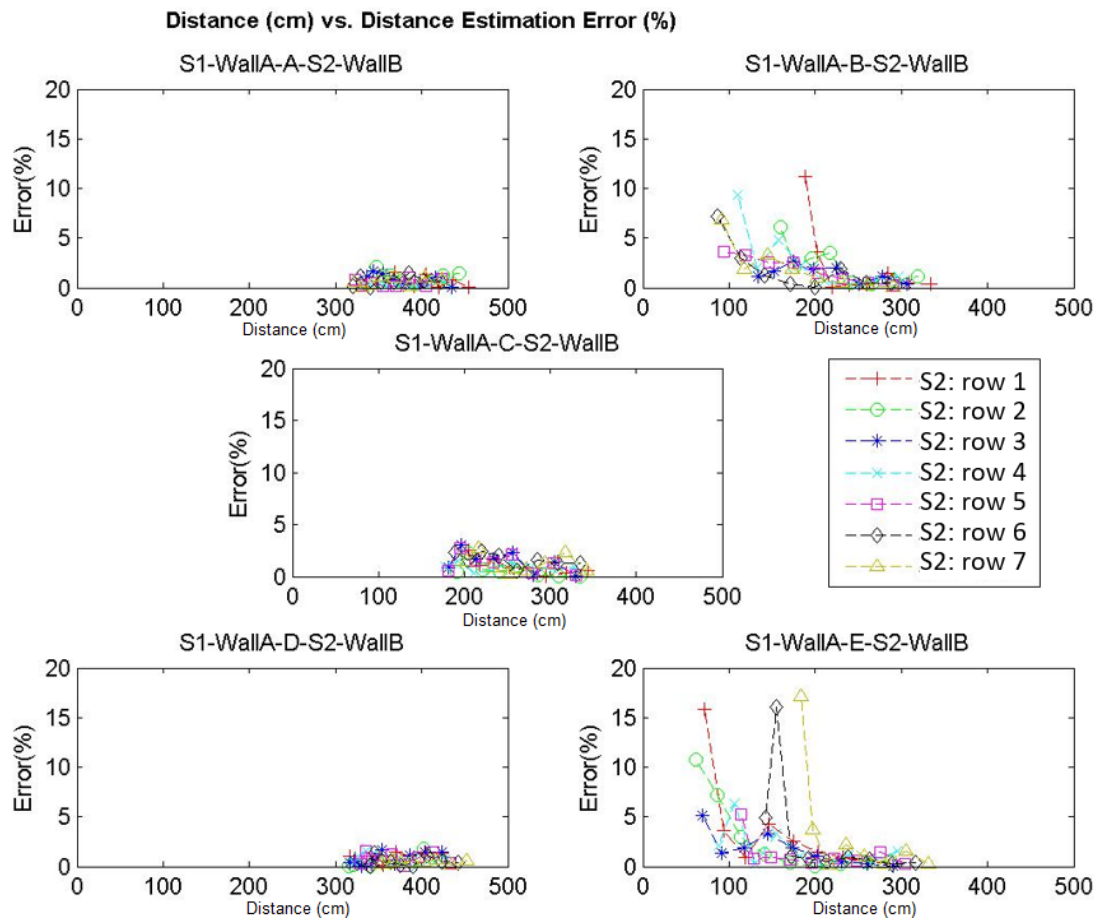 Distance (cm) vs. Distance Estimation Error (%)
S1-WallA-A-S2-WallB
20
15
10
5
0
Error(%)
0 100 200 300 400 500
Distance (cm)
S1-WallA-B-S2-WallB
20
15
10
5
0
Error(%)
0 100 200 300 400 500
Distance (cm)
S1-WallA-C-S2-WallB
20
15
10
5
0
Error(%)
0 100 200 300 400 500
Distance (cm)
S2: row 1
S2: row 2
S2: row 3
S2: row 4
S2: row 5
S2: row 6
S2: row 7
S1-WallA-D-S2-WallB
20
15
10
5
0
Error(%)
0 100 200 300 400 500
Distance (cm)
S1-WallA-E-S2-WallB
20
15
10
5
0
Error(%)
0 100 200 300 400 500
Distance (cm)